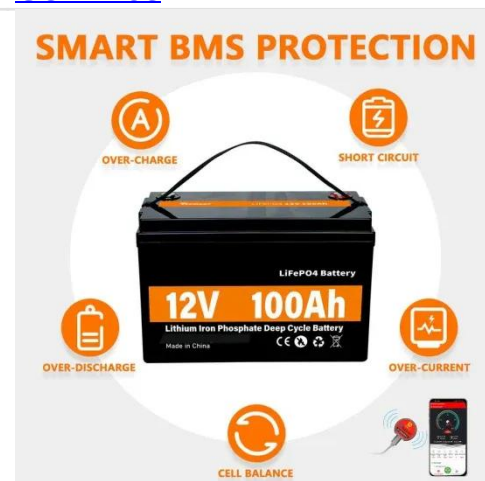 SMART BMS PROTECTION
OVER-CHARGE
SHORT CIRCUIT
LiFePO4 Battery
12V 100Ah
Lithium Iron Phosphate Deep Cycle Battery
Made in China
CE
OVER-DISCHARGE
OVER-CURRENT
CELL BALANCE